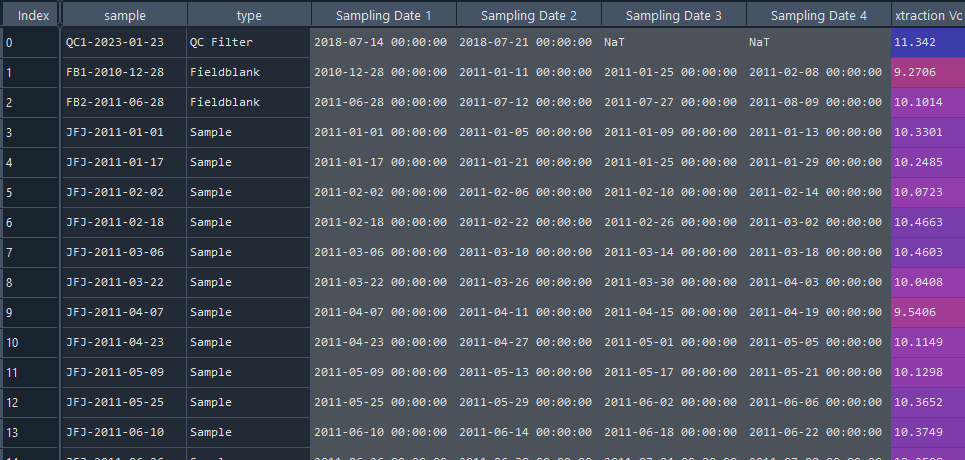 Index sample type Sampling Date 1 Sampling Date 2 Sampling Date 3 Sampling Date 4 xtraction Vc
0 QC1-2023-01-23 QC Filter 2018-07-14 00:00:00 2018-07-21 00:00:00 NaT NaT 11.342
1 FB1-2010-12-28 Fieldblank 2010-12-28 00:00:00 2011-01-11 00:00:00 2011-01-25 00:00:00 2011-02-08 00:00:00 9.2706
2 FB2-2011-06-28 Fieldblank 2011-06-28 00:00:00 2011-07-12 00:00:00 2011-07-27 00:00:00 2011-08-09 00:00:00 10.1014
3 JFJ-2011-01-01 Sample 2011-01-01 00:00:00 2011-01-05 00:00:00 2011-01-09 00:00:00 2011-01-13 00:00:00 10.3301
4 JFJ-2011-01-17 Sample 2011-01-17 00:00:00 2011-01-21 00:00:00 2011-01-25 00:00:00 2011-01-29 00:00:00 10.2485
5 JFJ-2011-02-02 Sample 2011-02-02 00:00:00 2011-02-06 00:00:00 2011-02-10 00:00:00 2011-02-14 00:00:00 10.0723
6 JFJ-2011-02-18 Sample 2011-02-18 00:00:00 2011-02-22 00:00:00 2011-02-26 00:00:00 2011-03-02 00:00:00 10.4663
7 JFJ-2011-03-06 Sample 2011-03-06 00:00:00 2011-03-10 00:00:00 2011-03-14 00:00:00 2011-03-18 00:00:00 10.4603
8 JFJ-2011-03-22 Sample 2011-03-22 00:00:00 2011-03-26 00:00:00 2011-03-30 00:00:00 2011-04-03 00:00:00 10.0408
9 JFJ-2011-04-07 Sample 2011-04-07 00:00:00 2011-04-11 00:00:00 2011-04-15 00:00:00 2011-04-19 00:00:00 9.5406
10 JFJ-2011-04-23 Sample 2011-04-23 00:00:00 2011-04-27 00:00:00 2011-05-01 00:00:00 2011-05-05 00:00:00 10.1149
11 JFJ-2011-05-09 Sample 2011-05-09 00:00:00 2011-05-13 00:00:00 2011-05-17 00:00:00 2011-05-21 00:00:00 10.1298
12 JFJ-2011-05-25 Sample 2011-05-25 00:00:00 2011-05-29 00:00:00 2011-06-02 00:00:00 2011-06-06 00:00:00 10.3652
13 JFJ-2011-06-10 Sample 2011-06-10 00:00:00 2011-06-14 00:00:00 2011-06-18 00:00:00 2011-06-22 00:00:00 10.3749